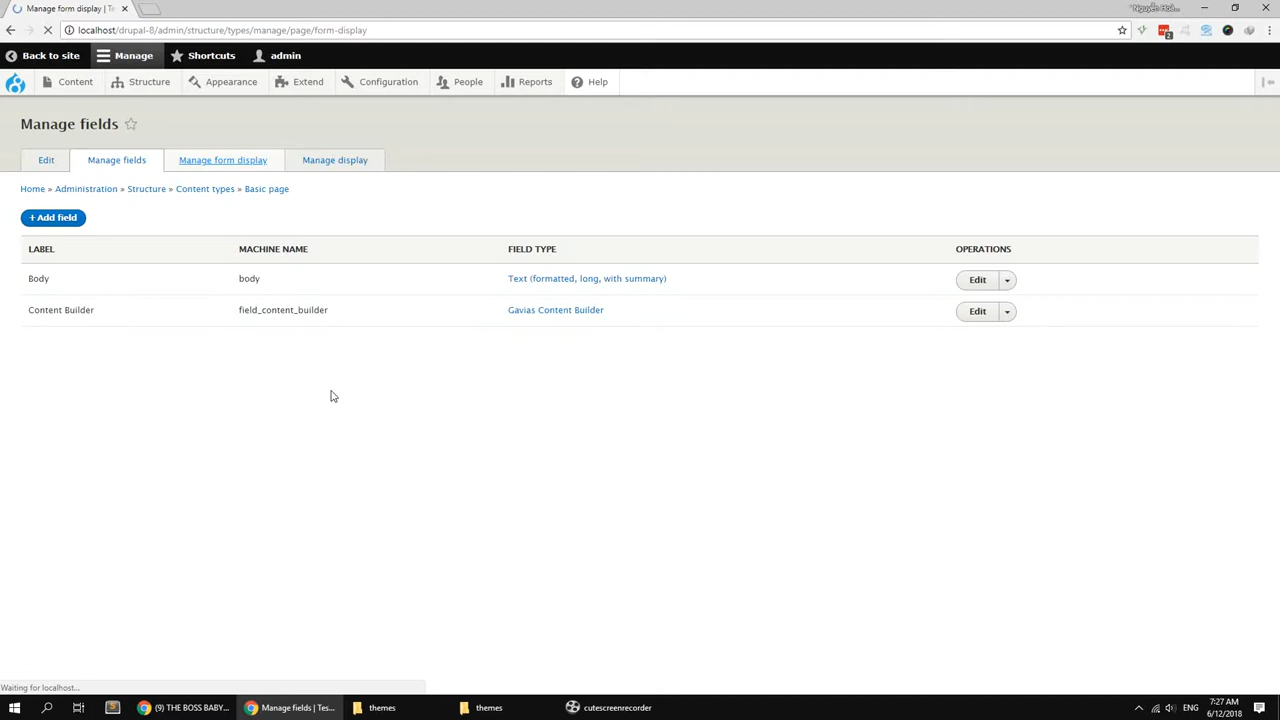 Manage form display | Te
localhost/drupal-8/admin/structure/types/manage/page/form-display
2
Back to site
Manage
Shortcuts
admin
Content
Structure
Appearance
Extend
Configuration
People
Reports
Help
Manage fields
Edit
Manage fields
Manage form display
Manage display
Home » Administration » Structure » Content types » Basic page
+ Add field
LABEL MACHINE NAME FIELD TYPE OPERATIONS
Body body Text (formatted, long, with summary) Edit
Content Builder field_content_builder Gavias Content Builder Edit
Waiting for localhost...
(9) THE BOSS BABY...
Manage fields | Tes...
themes
themes
cutescreenrecorder
ENG
7:27 AM
6/12/2018